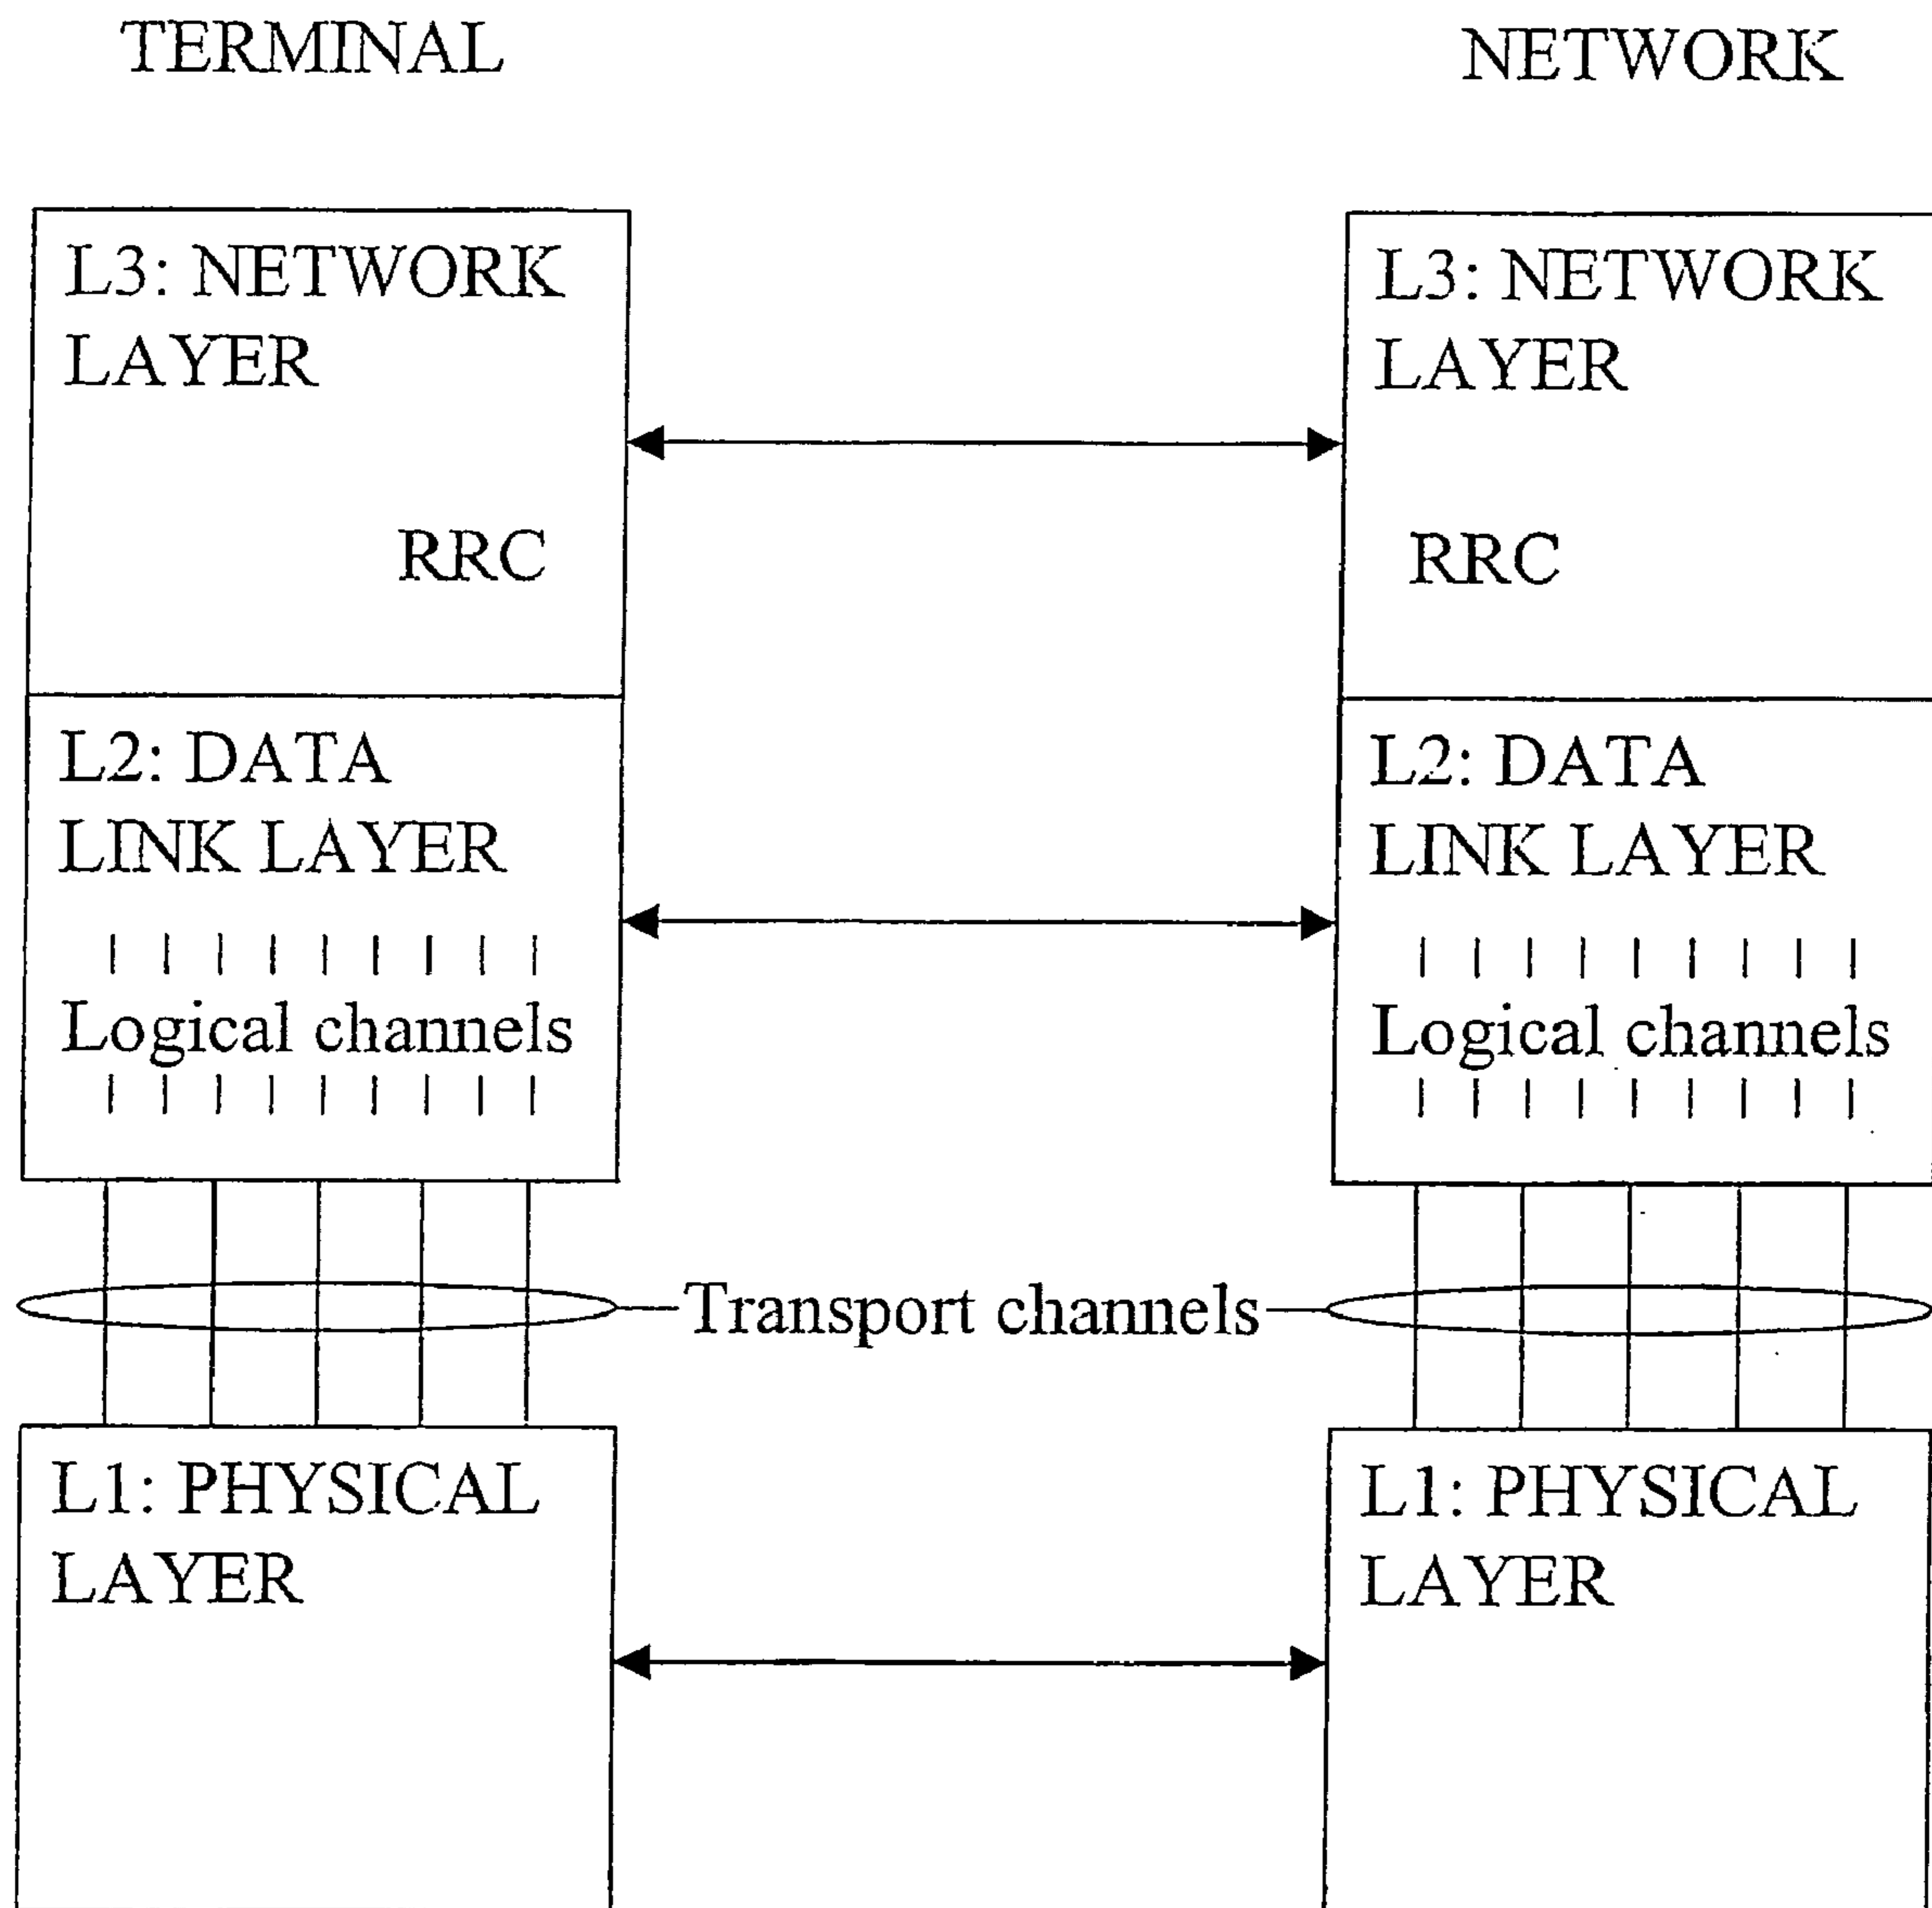 TERMINAL
NETWORK
L3: NETWORK
LAYER
RRC
L3: NETWORK
LAYER
RRC
L2: DATA
LINK LAYER
Logical channels
L2: DATA
LINK LAYER
Logical channels
Transport channels
L1: PHYSICAL
LAYER
L1: PHYSICAL
LAYER